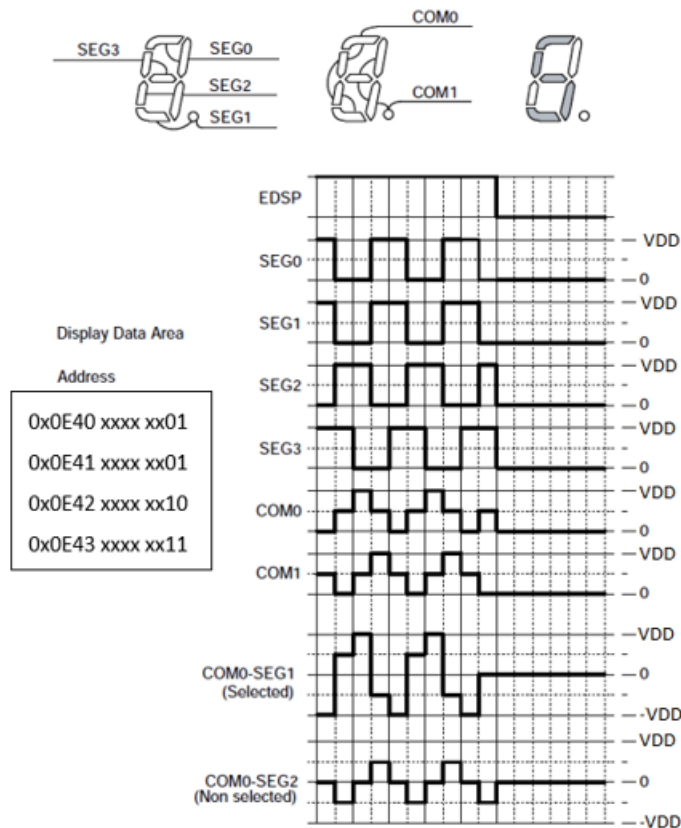 COM0
SEG3
SEG0
SEG2
COM1
SEG1
EDSP
VDD
SEG0
0
VDD
SEG1
0
Display Data Area
VDD
Address
SEG2
0
0x0E40 xxxx xx01
VDD
0x0E41 xxxx xx01
SEG3
0
0x0E42 xxxx xx10
VDD
COM0
0
0x0E43 xxxx xx11
VDD
COM1
0
VDD
COM0-SEG1
(Selected)
0
-VDD
VDD
COM0-SEG2
(Non selected)
0
-VDD